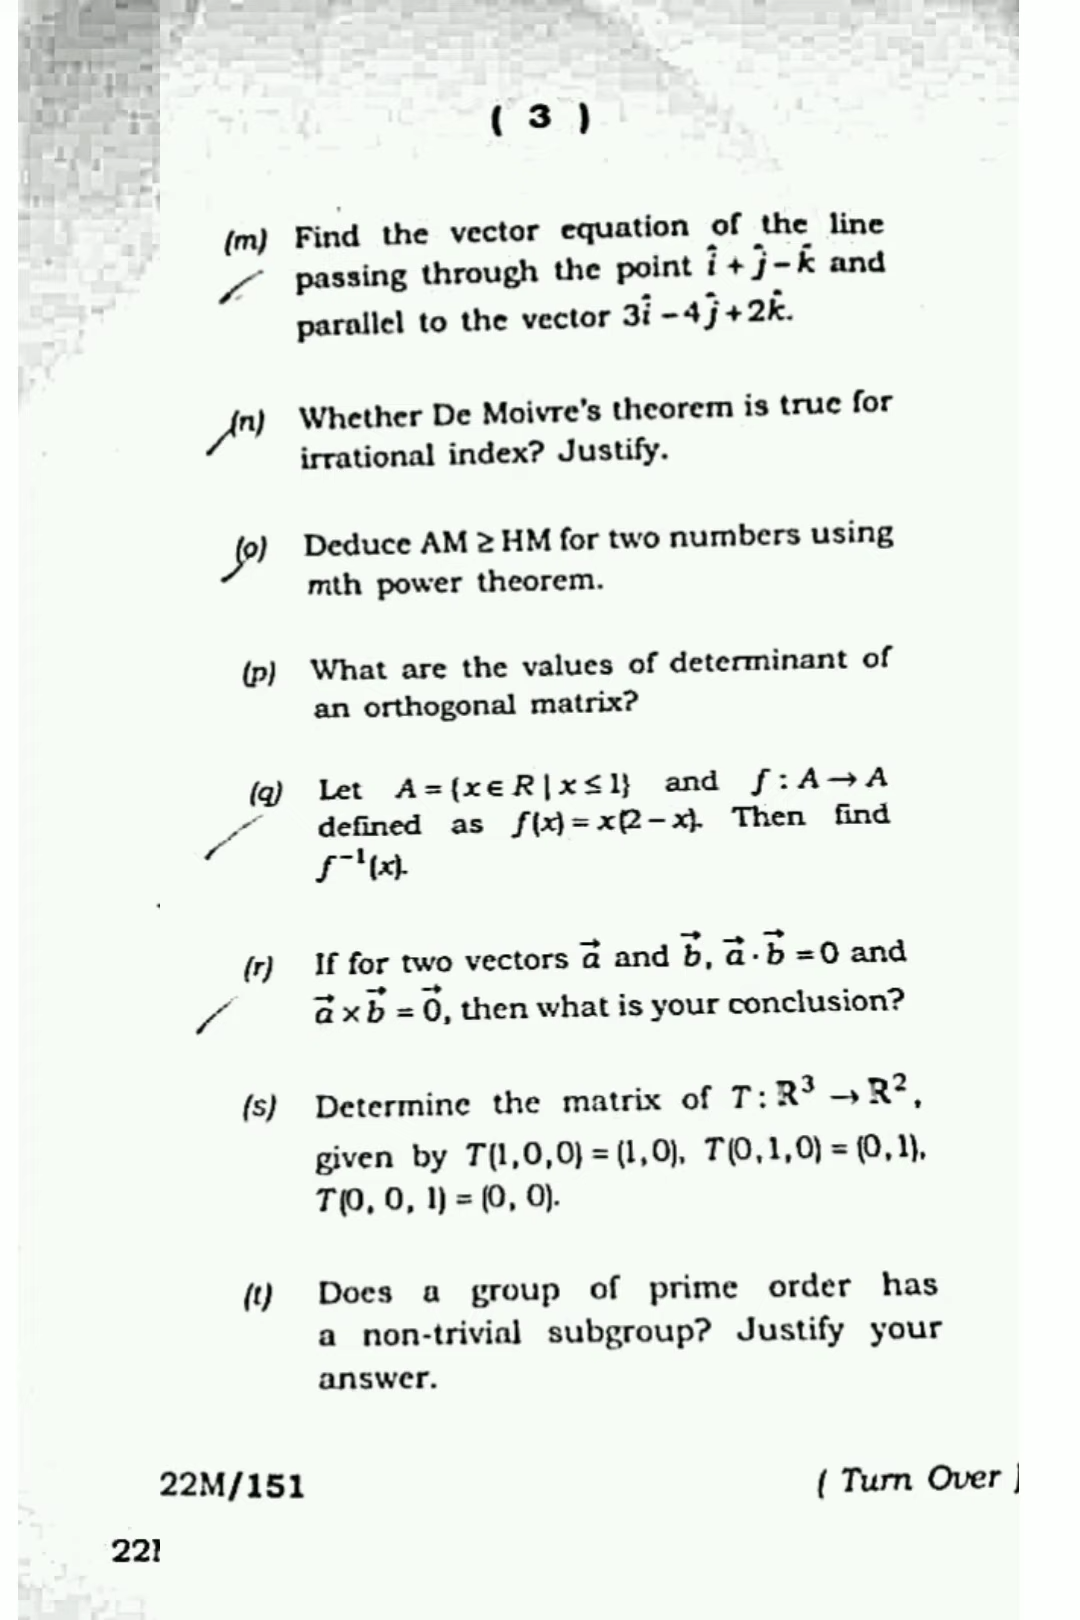 ( 3 )
(m) Find the vector equation of the line
passing through the point î + ĵ − k̂ and
parallel to the vector 3î − 4ĵ + 2k̂.
(n) Whether De Moivre's theorem is true for
irrational index? Justify.
(o) Deduce AM ≥ HM for two numbers using
mth power theorem.
(p) What are the values of determinant of
an orthogonal matrix?
(q) Let A = {x ∈ R | x ≤ 1} and f : A → A
defined as f(x) = x(2 − x). Then find
f⁻¹(x).
(r) If for two vectors a⃗ and b⃗, a⃗ · b⃗ = 0 and
a⃗ × b⃗ = 0⃗, then what is your conclusion?
(s) Determine the matrix of T : ℝ³ → ℝ²,
given by T(1, 0, 0) = (1, 0), T(0, 1, 0) = (0, 1),
T(0, 0, 1) = (0, 0).
(t) Does a group of prime order has
a non-trivial subgroup? Justify your
answer.
22M/151 ( Turn Over )
22